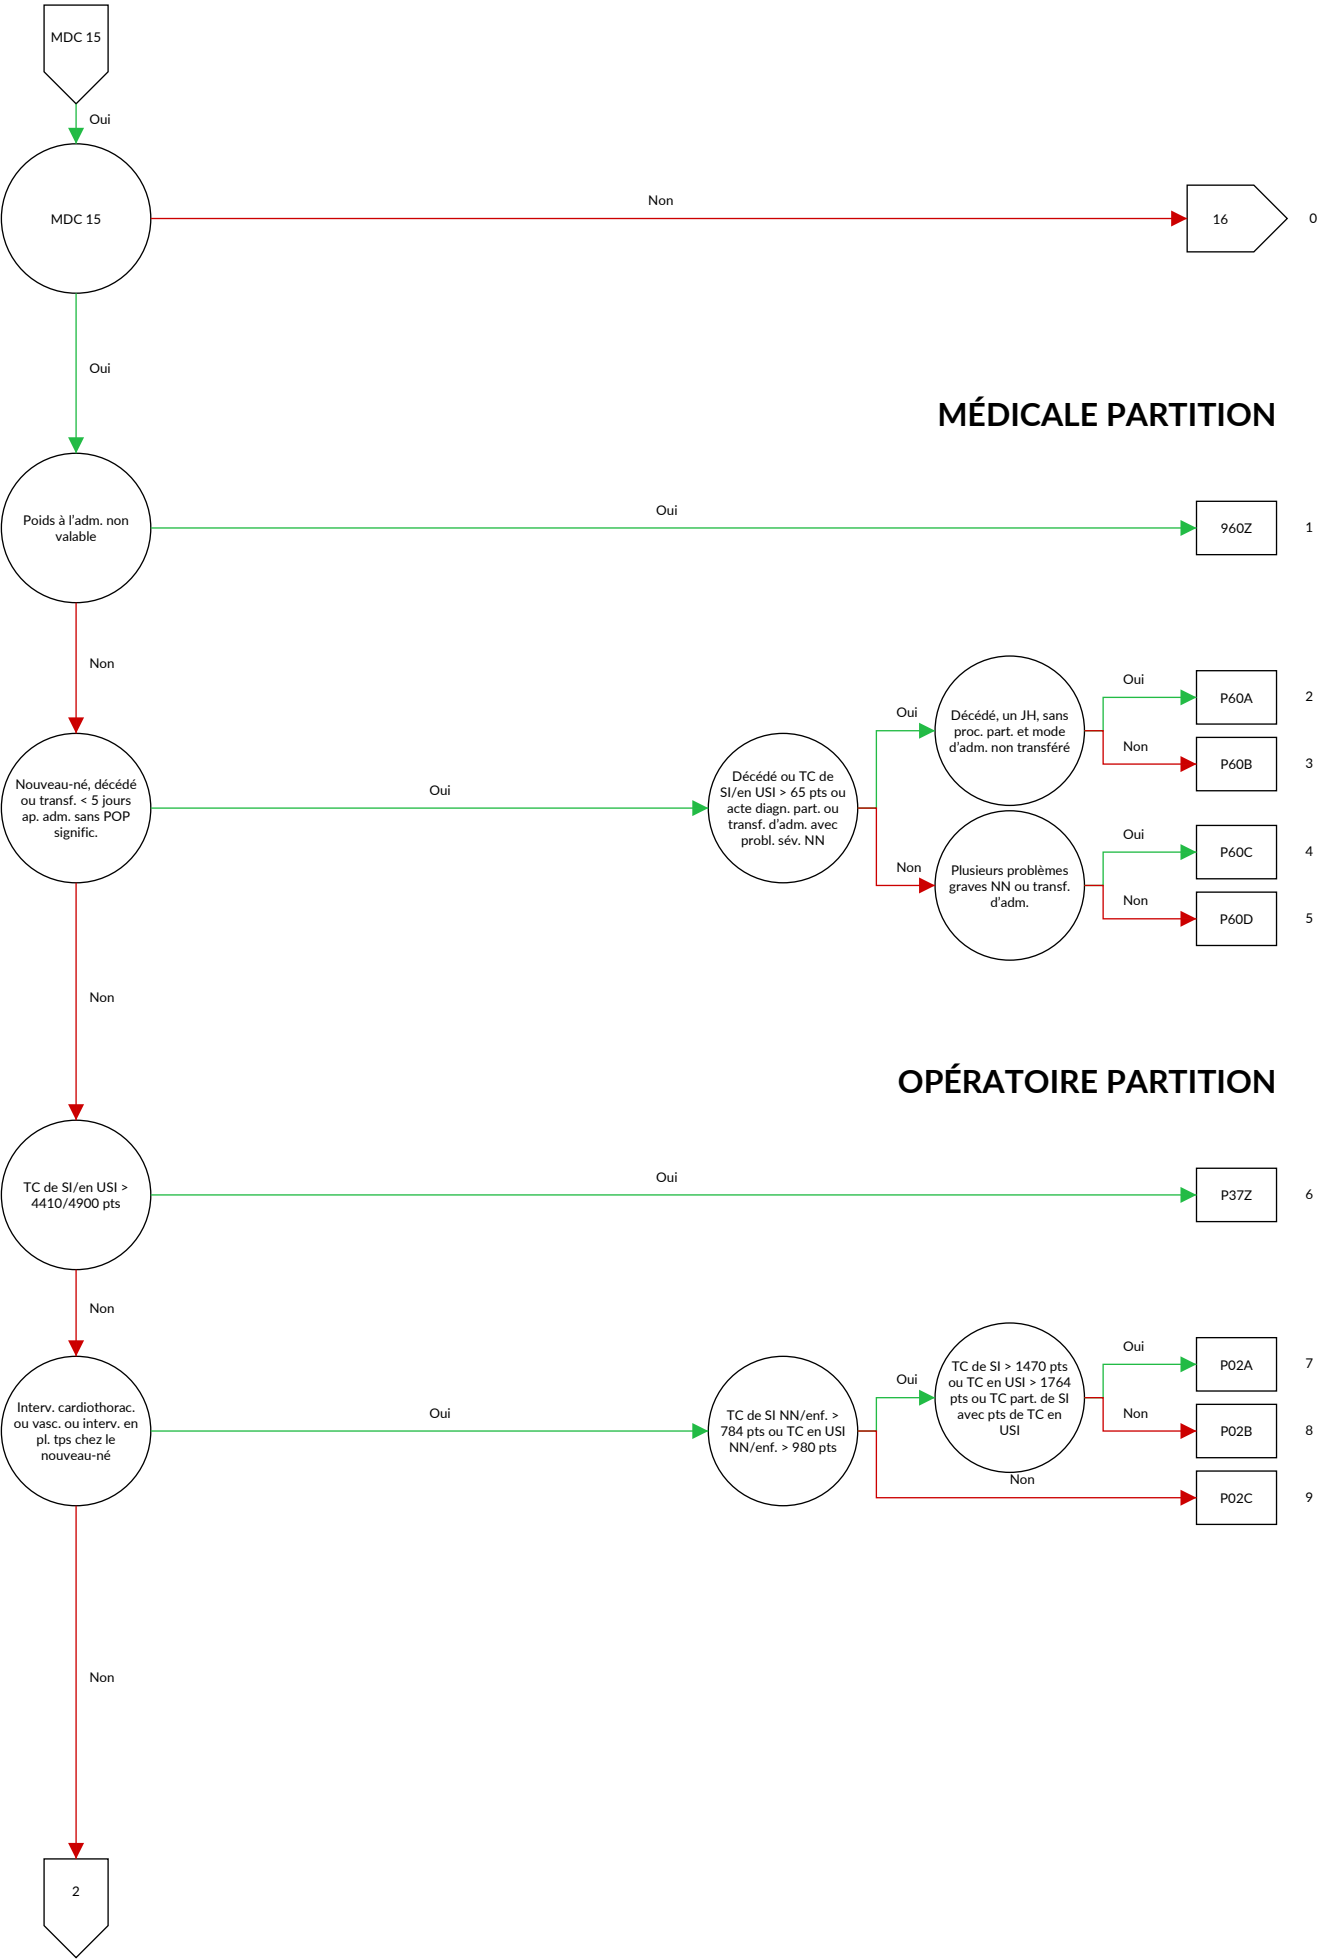 MDC 15
Oui
MDC 15
Non
16
0
Oui
MÉDICALE PARTITION
Poids à l'adm. non
valable
Oui
960Z
1
Non
Nouveau-né, décédé
ou transf. < 5 jours
ap. adm. sans POP
signific.
Oui
Décédé ou TC de
SI/en USI > 65 pts ou
acte diagn. part. ou
transf. d'adm. avec
probl. sév. NN
Oui
Décédé, un JH, sans
proc. part. et mode
d'adm. non transféré
Oui
P60A
2
Non
P60B
3
Non
Plusieurs problèmes
graves NN ou transf.
d'adm.
Oui
P60C
4
Non
P60D
5
Non
OPÉRATOIRE PARTITION
TC de SI/en USI >
4410/4900 pts
Oui
P37Z
6
Non
Interv. cardiothorac.
ou vasc. ou interv. en
pl. tps chez le
nouveau-né
Oui
TC de SI NN/enf. >
784 pts ou TC en USI
NN/enf. > 980 pts
Oui
TC de SI > 1470 pts
ou TC en USI > 1764
pts ou TC part. de SI
avec pts de TC en
USI
Oui
P02A
7
Non
P02B
8
Non
P02C
9
Non
2